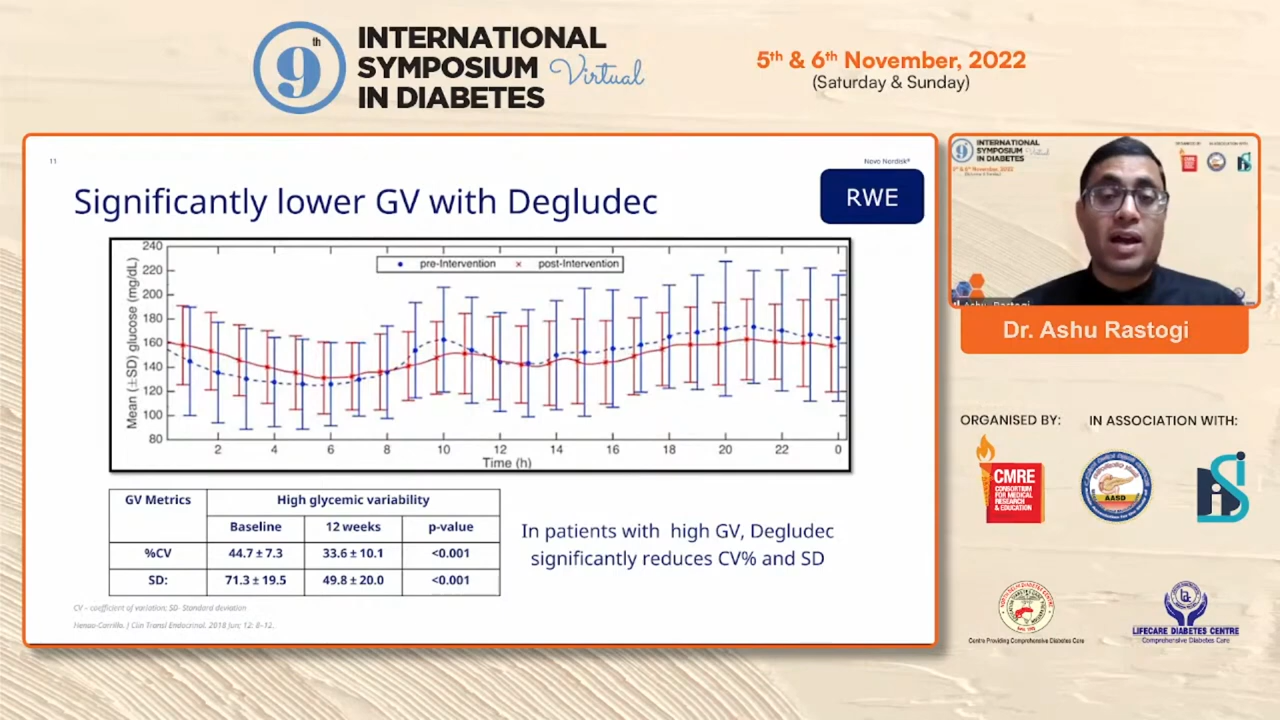 9th
INTERNATIONAL
SYMPOSIUM Virtual
IN DIABETES
5th & 6th November, 2022
(Saturday & Sunday)
11
Novo Nordisk®
Significantly lower GV with Degludec
RWE
Mean (±SD) glucose (mg/dL)
240
220
200
180
160
140
120
100
80
pre-Intervention post-Intervention
2 4 6 8 10 12 14 16 18 20 22 0
Time (h)
GV Metrics High glycemic variability
Baseline 12 weeks p-value
%CV 44.7 ± 7.3 33.6 ± 10.1 <0.001
SD: 71.3 ± 19.5 49.8 ± 20.0 <0.001
In patients with high GV, Degludec
significantly reduces CV% and SD
CV – coefficient of variation; SD- Standard deviation
Henao-Carrillo. J Clin Transl Endocrinol. 2018 Jun; 12: 8–12.
9
INTERNATIONAL
SYMPOSIUM
IN DIABETES
Ashu Rastogi
Dr. Ashu Rastogi
ORGANISED BY: IN ASSOCIATION WITH:
CMRE
CONSORTIUM
FOR MEDICAL
RESEARCH
& EDUCATION
AASD
Centre Providing Comprehensive Diabetes Care
LIFECARE DIABETES CENTRE
Comprehensive Diabetes Care